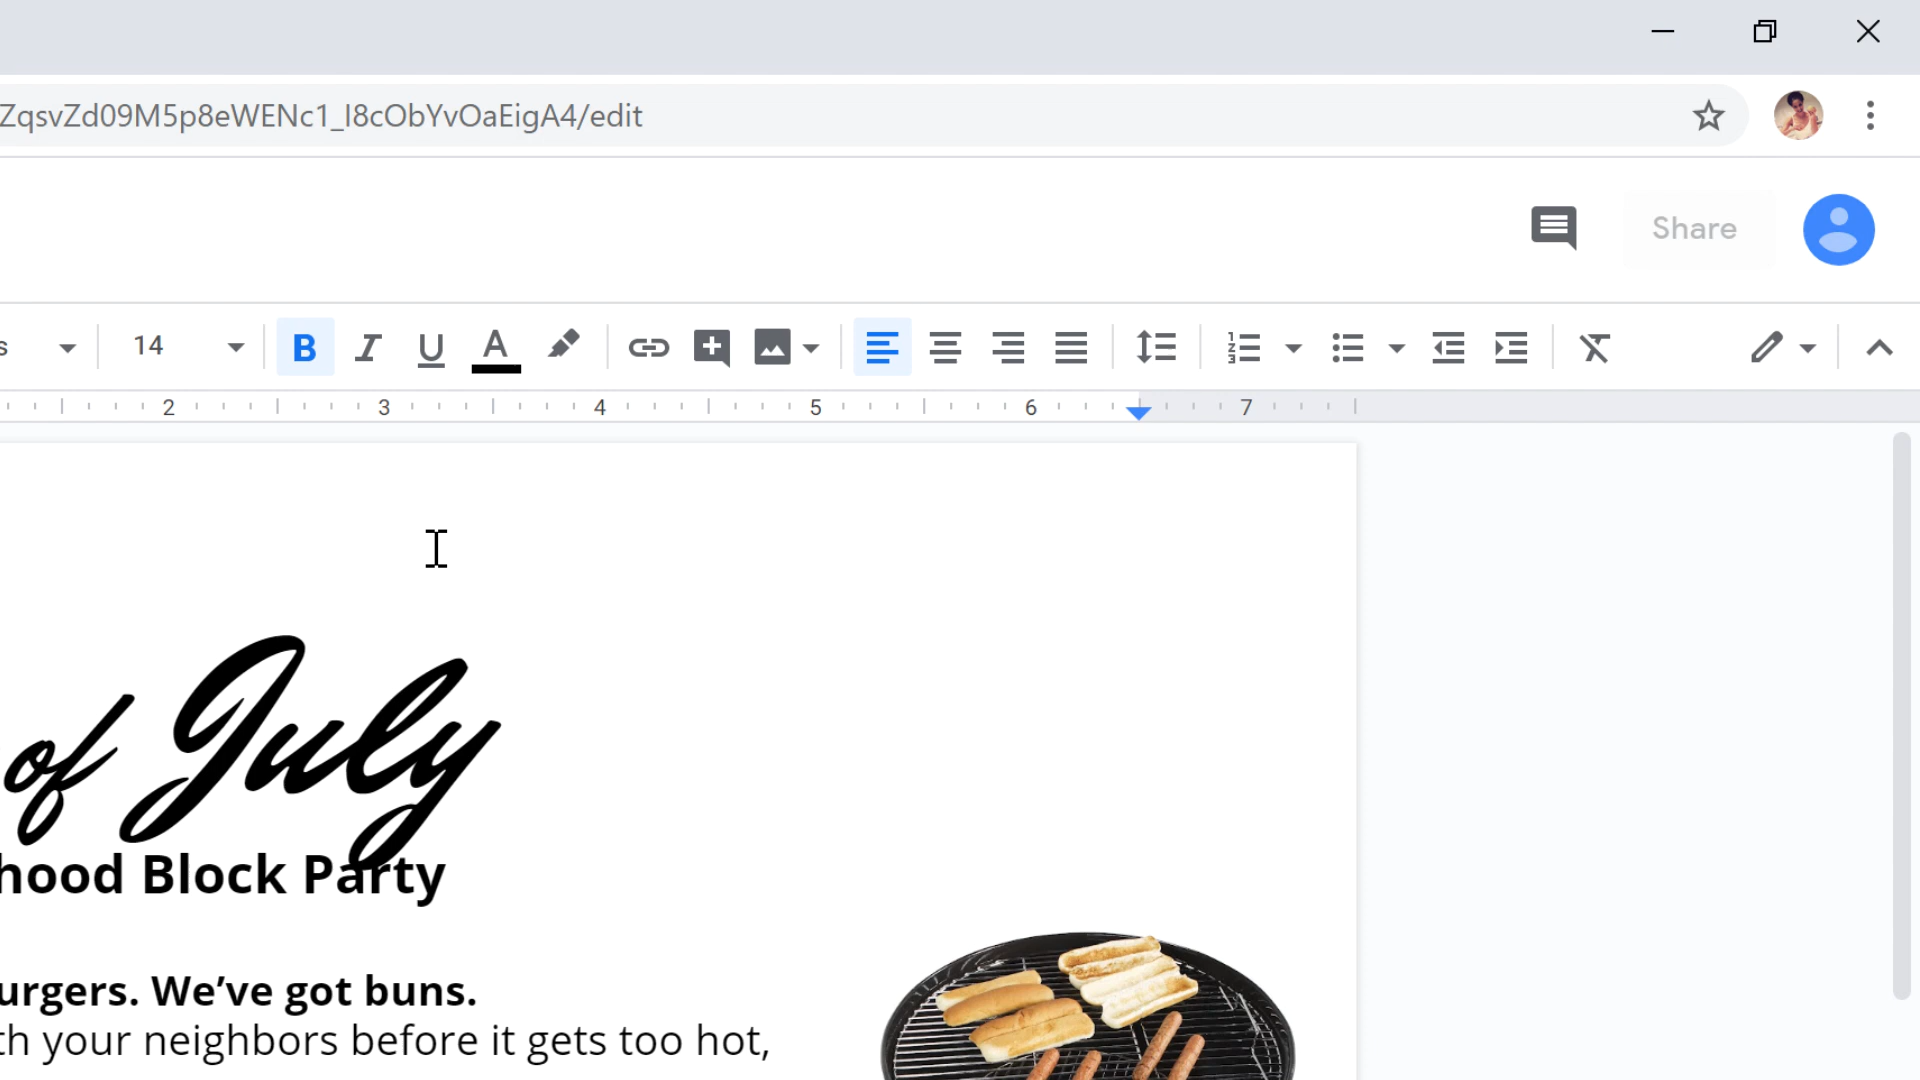 ZqsvZd09M5p8eWENc1_I8cObYvOaEigA4/edit
Share
s 14 B I U A
2 3 4 5 6 7
of July
hood Block Party
urgers. We’ve got buns.
th your neighbors before it gets too hot,